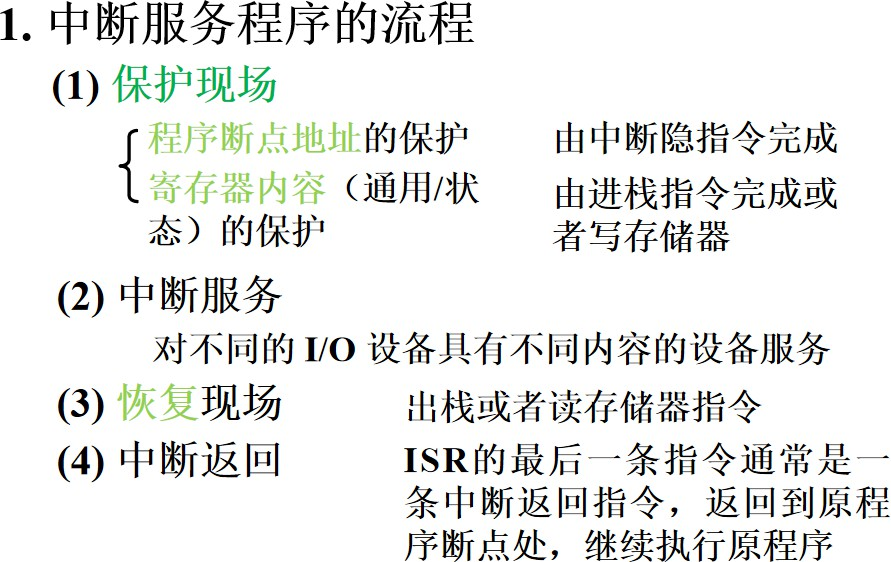 1. 中断服务程序的流程
(1) 保护现场
程序断点地址的保护 由中断隐指令完成
寄存器内容（通用/状 由进栈指令完成或
态）的保护 者写存储器
(2) 中断服务
对不同的 I/O 设备具有不同内容的设备服务
(3) 恢复现场 出栈或者读存储器指令
(4) 中断返回 ISR的最后一条指令通常是一
条中断返回指令，返回到原程
序断点处，继续执行原程序